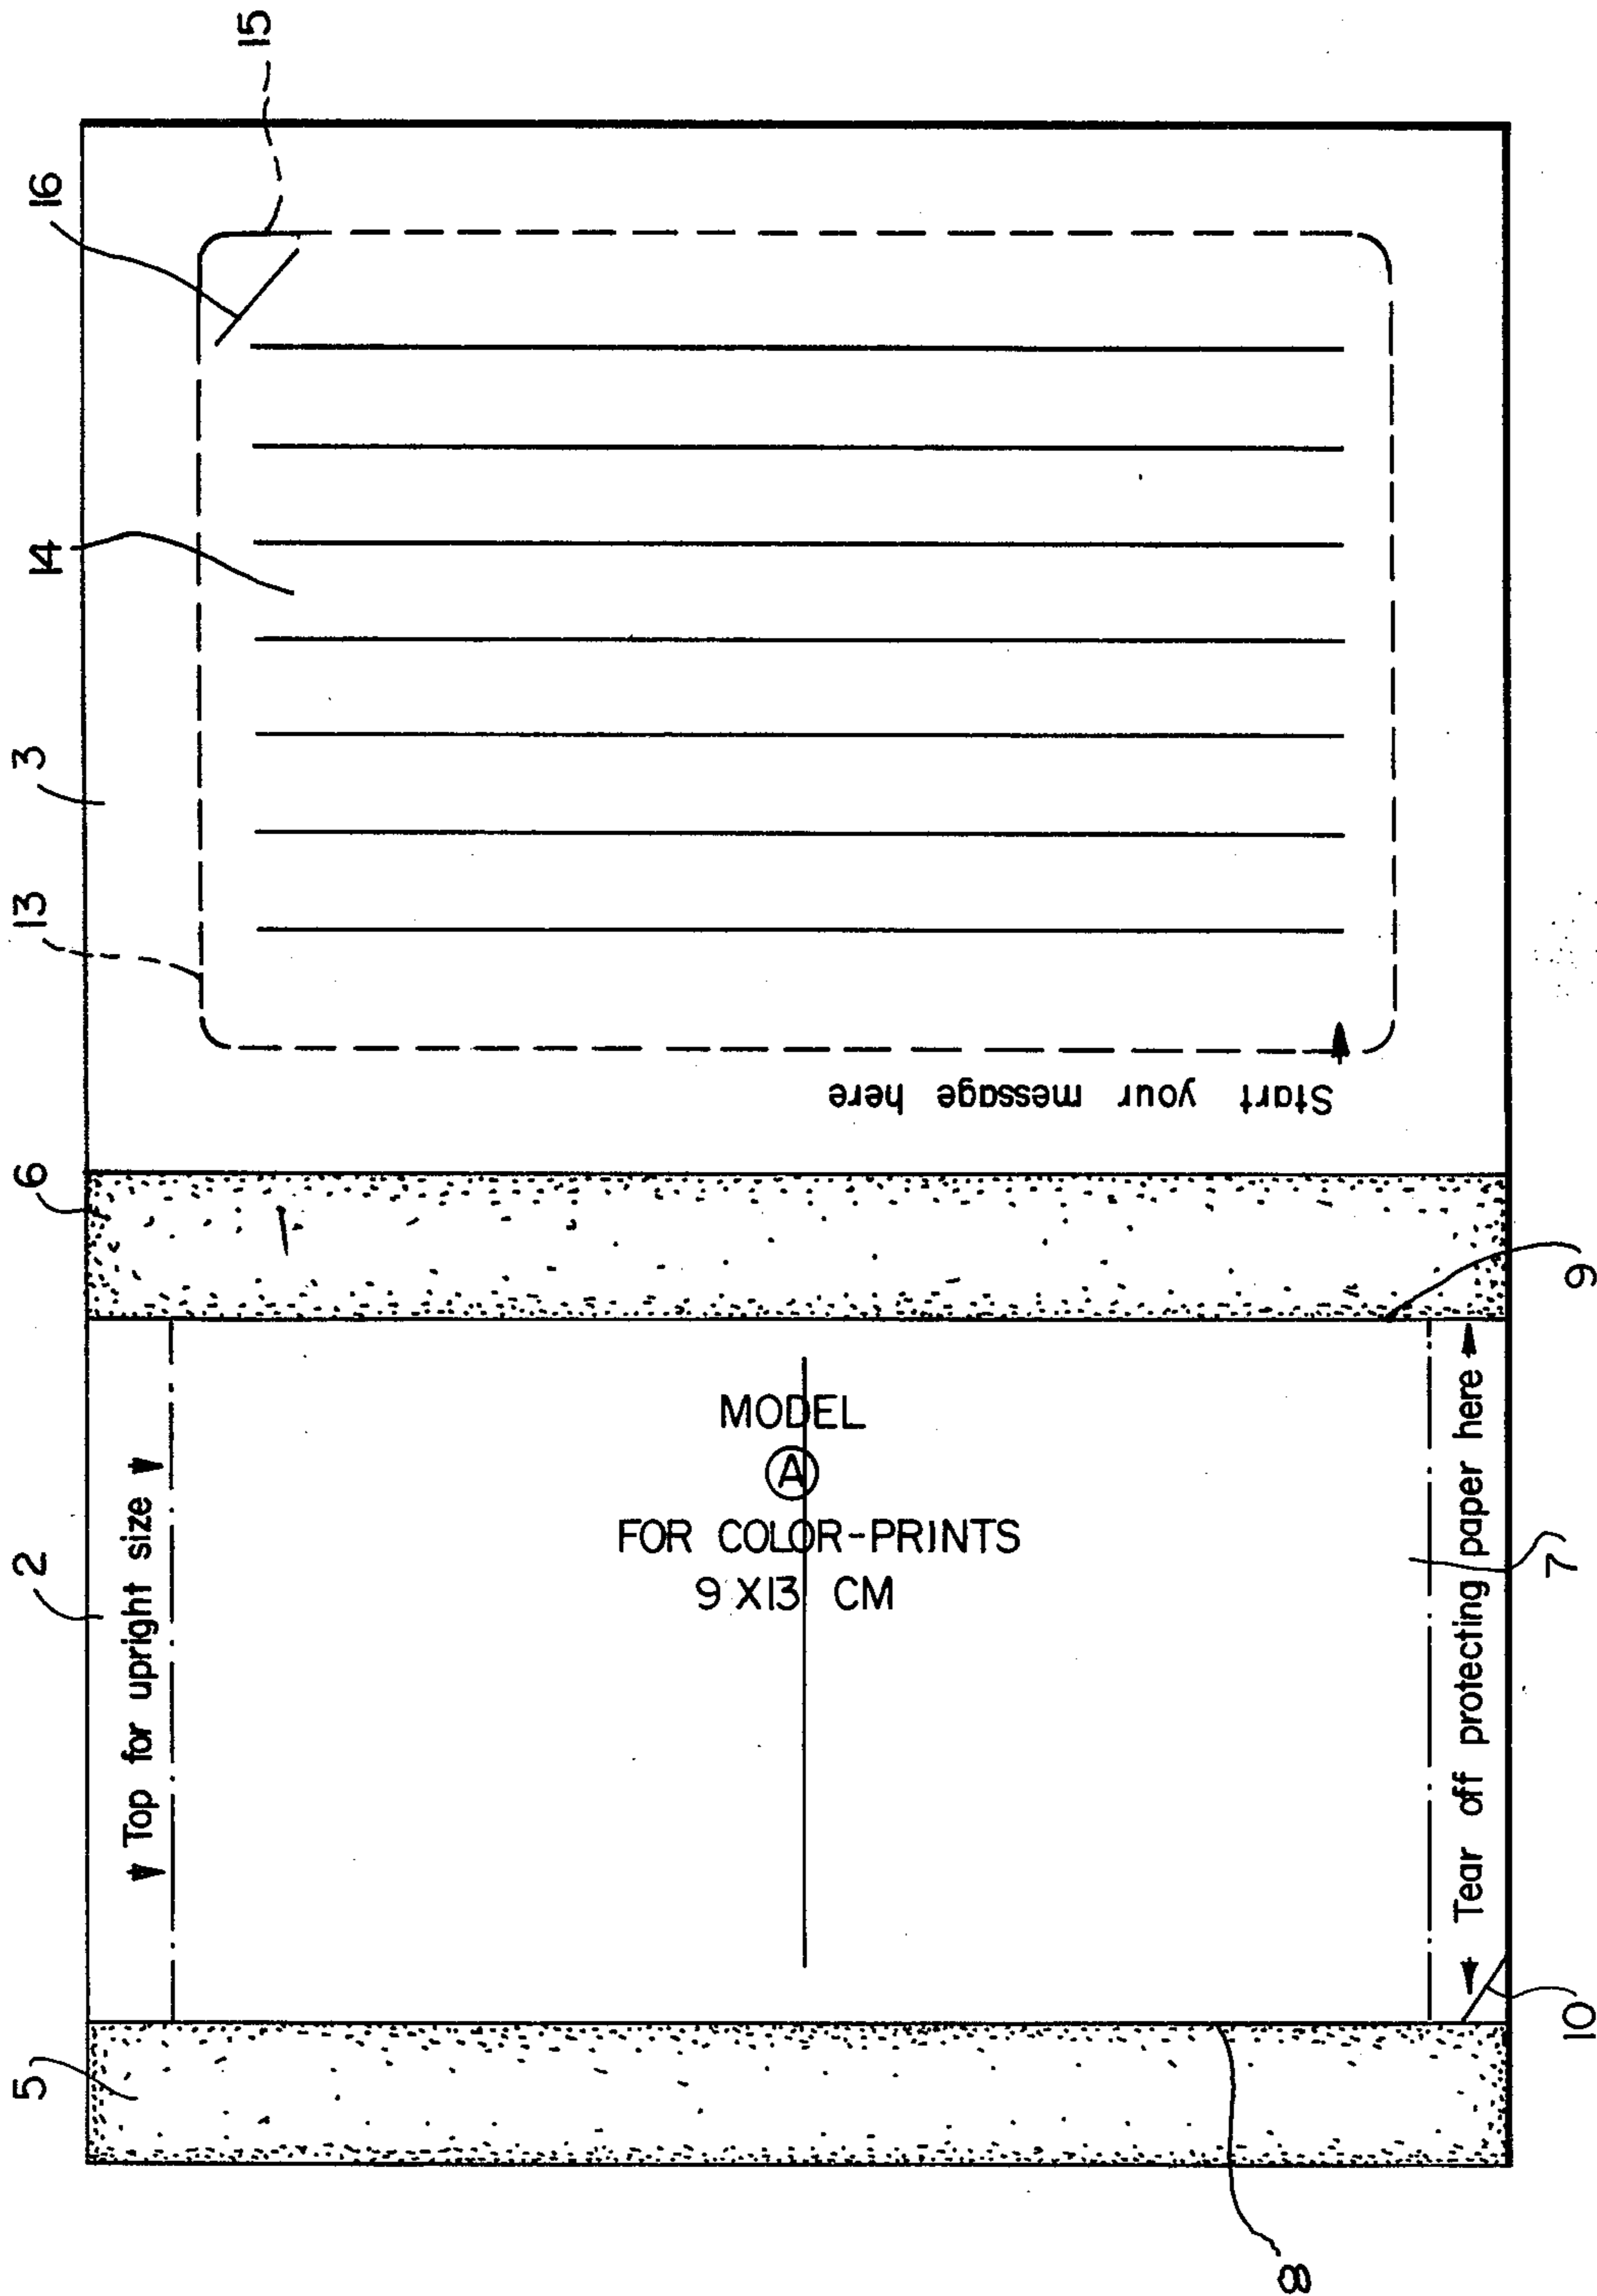 15
16
14
3
13
Start your message here
6
9
2
Top for upright size
MODEL
A
FOR COLOR-PRINTS
9 X 13 CM
Tear off protecting paper here
7
5
10
8